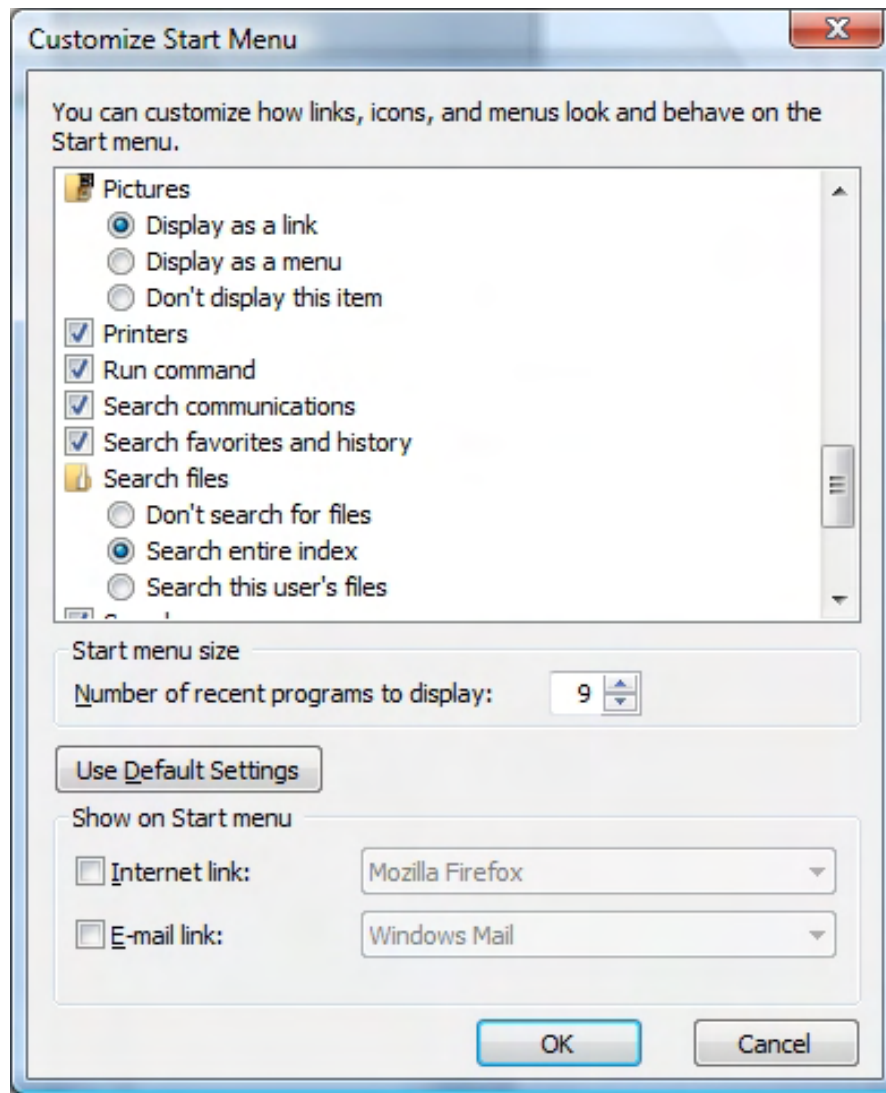 Customize Start Menu
You can customize how links, icons, and menus look and behave on the
Start menu.
Pictures
Display as a link
Display as a menu
Don't display this item
Printers
Run command
Search communications
Search favorites and history
Search files
Don't search for files
Search entire index
Search this user's files
Start menu size
Number of recent programs to display: 9
Use Default Settings
Show on Start menu
Internet link: Mozilla Firefox
E-mail link: Windows Mail
OK Cancel